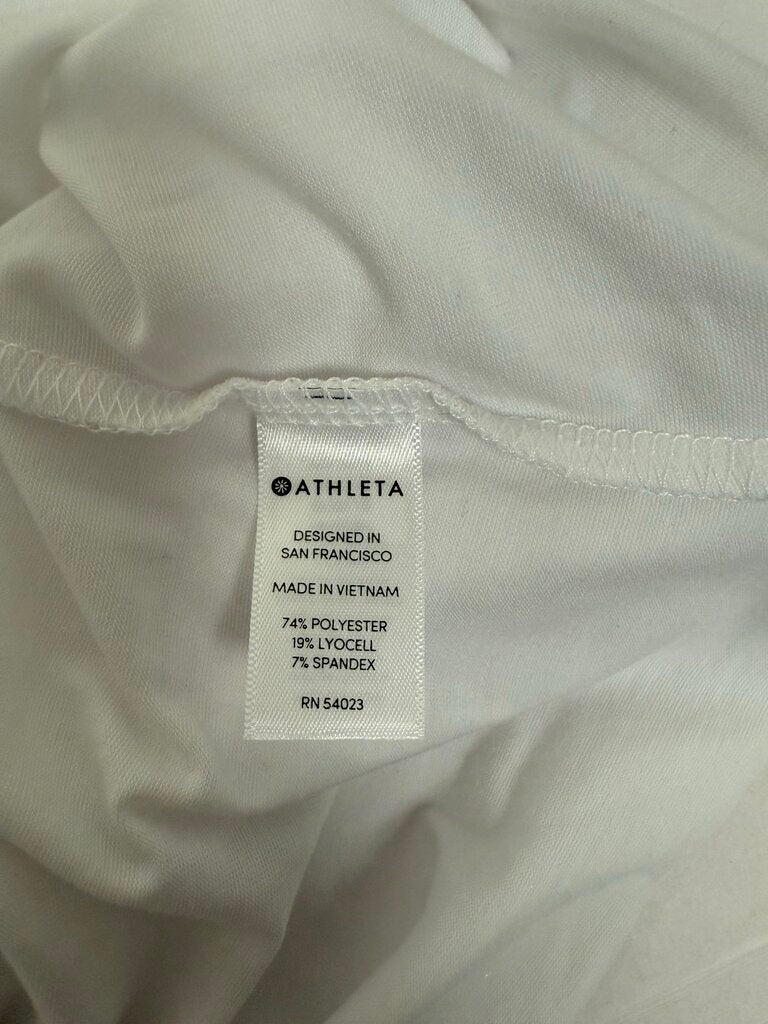 ATHLETA
DESIGNED IN
SAN FRANCISCO
MADE IN VIETNAM
74% POLYESTER
19% LYOCELL
7% SPANDEX
RN 54023